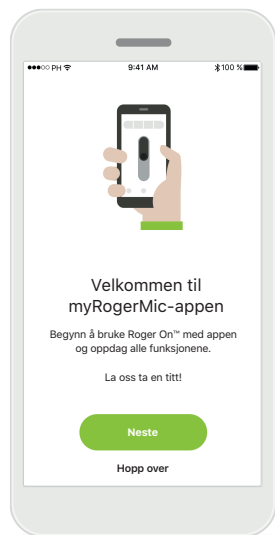 ●●●○○ PH 9:41 AM 100 %
Velkommen til
myRogerMic-appen
Begynn å bruke Roger On™ med appen
og oppdag alle funksjonene.
La oss ta en titt!
Neste
Hopp over